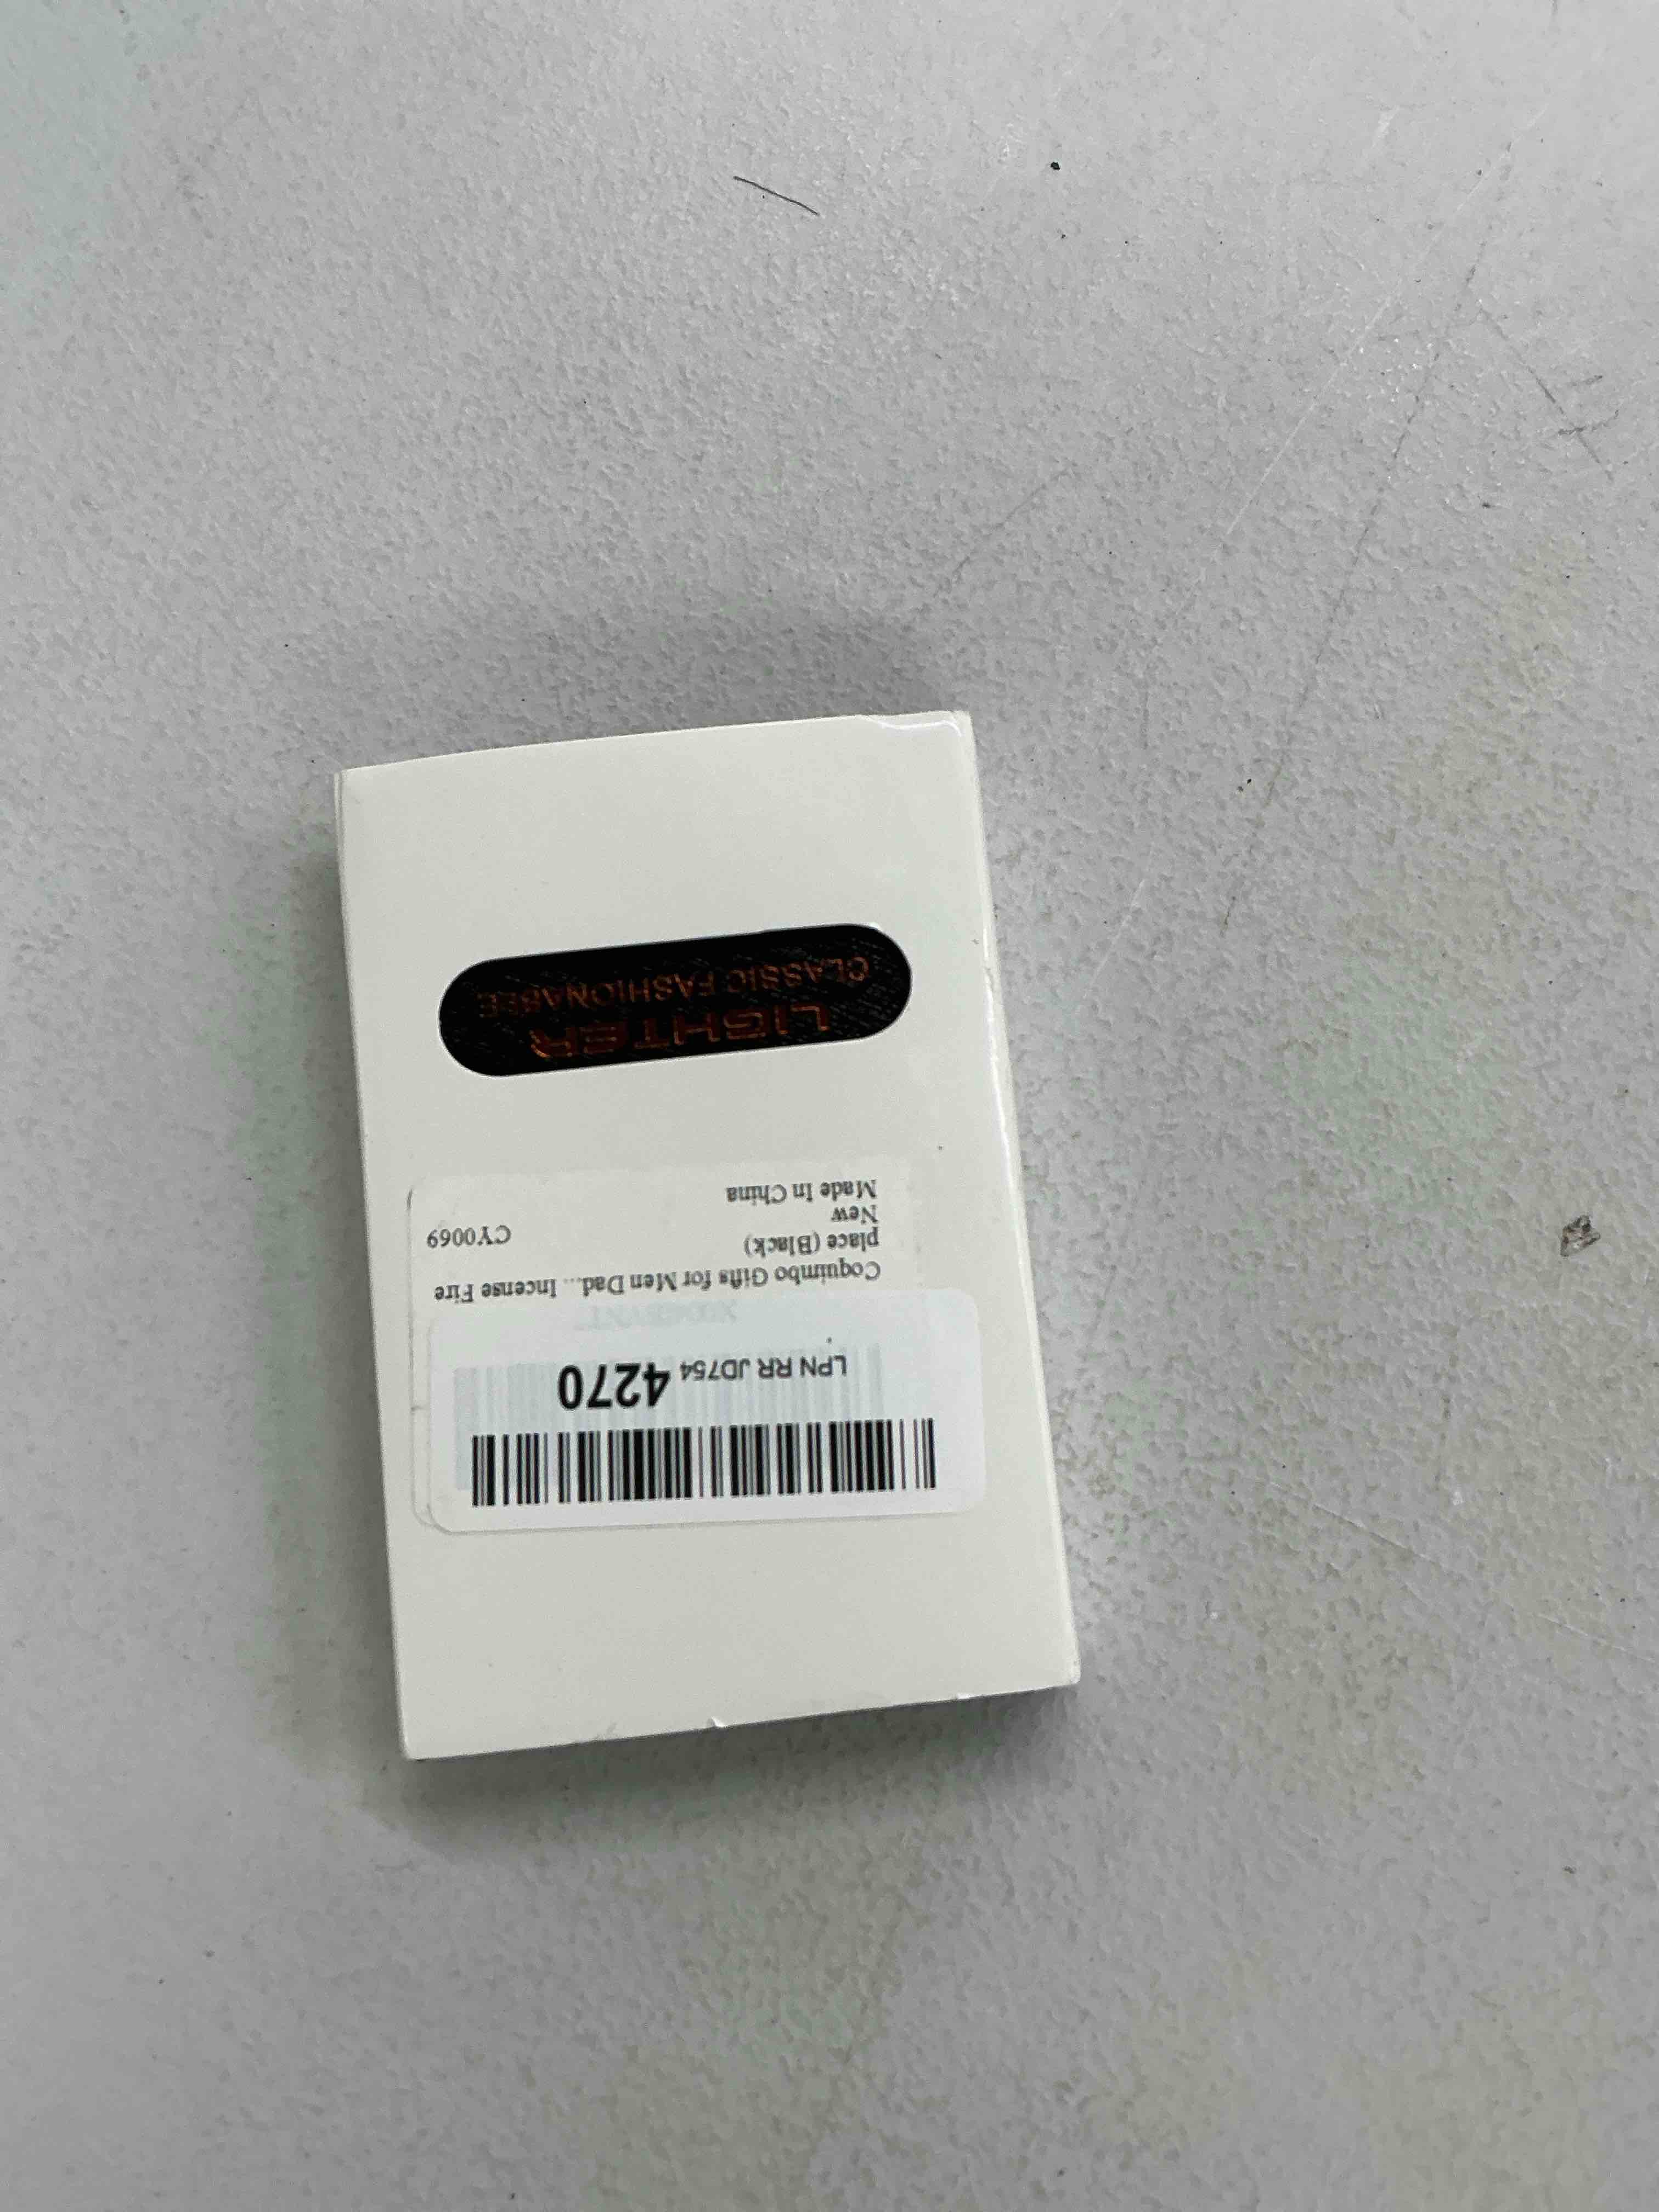 LPN RR JD754 4270
Coquimbo Gifts for Men Dad... Incense Fire
place (Black)
New
Made In China
CY0069
LIGHTER
CLASSIC FASHIONABLE